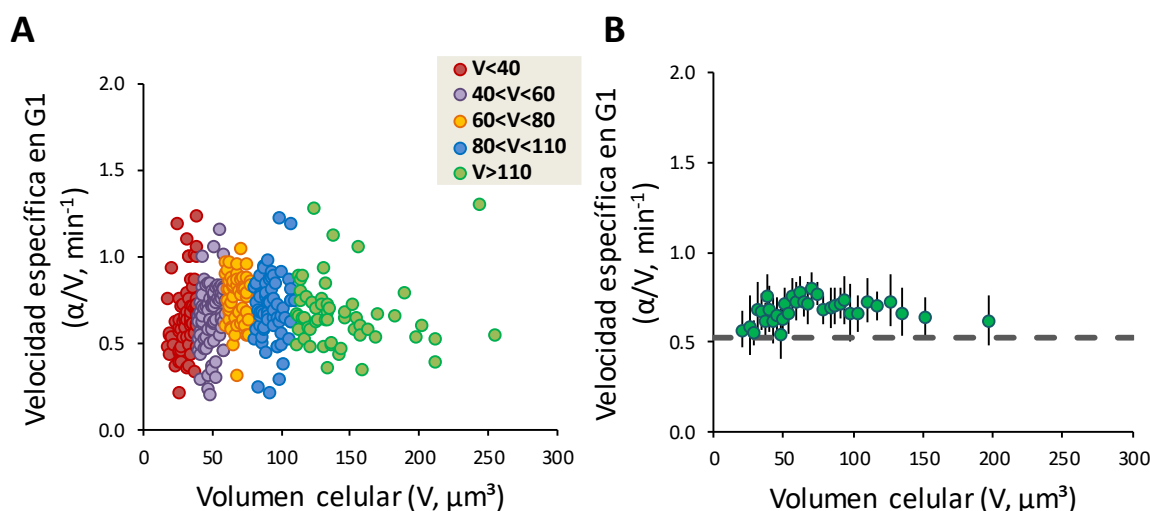 A
Velocidad específica en G1
(α/V, min⁻¹)
2.0
1.5
1.0
0.5
0.0
0
50
100
150
200
250
300
Volumen celular (V, µm³)
V<40
40<V<60
60<V<80
80<V<110
V>110
B
Velocidad específica en G1
(α/V, min⁻¹)
2.0
1.5
1.0
0.5
0.0
0
50
100
150
200
250
300
Volumen celular (V, µm³)